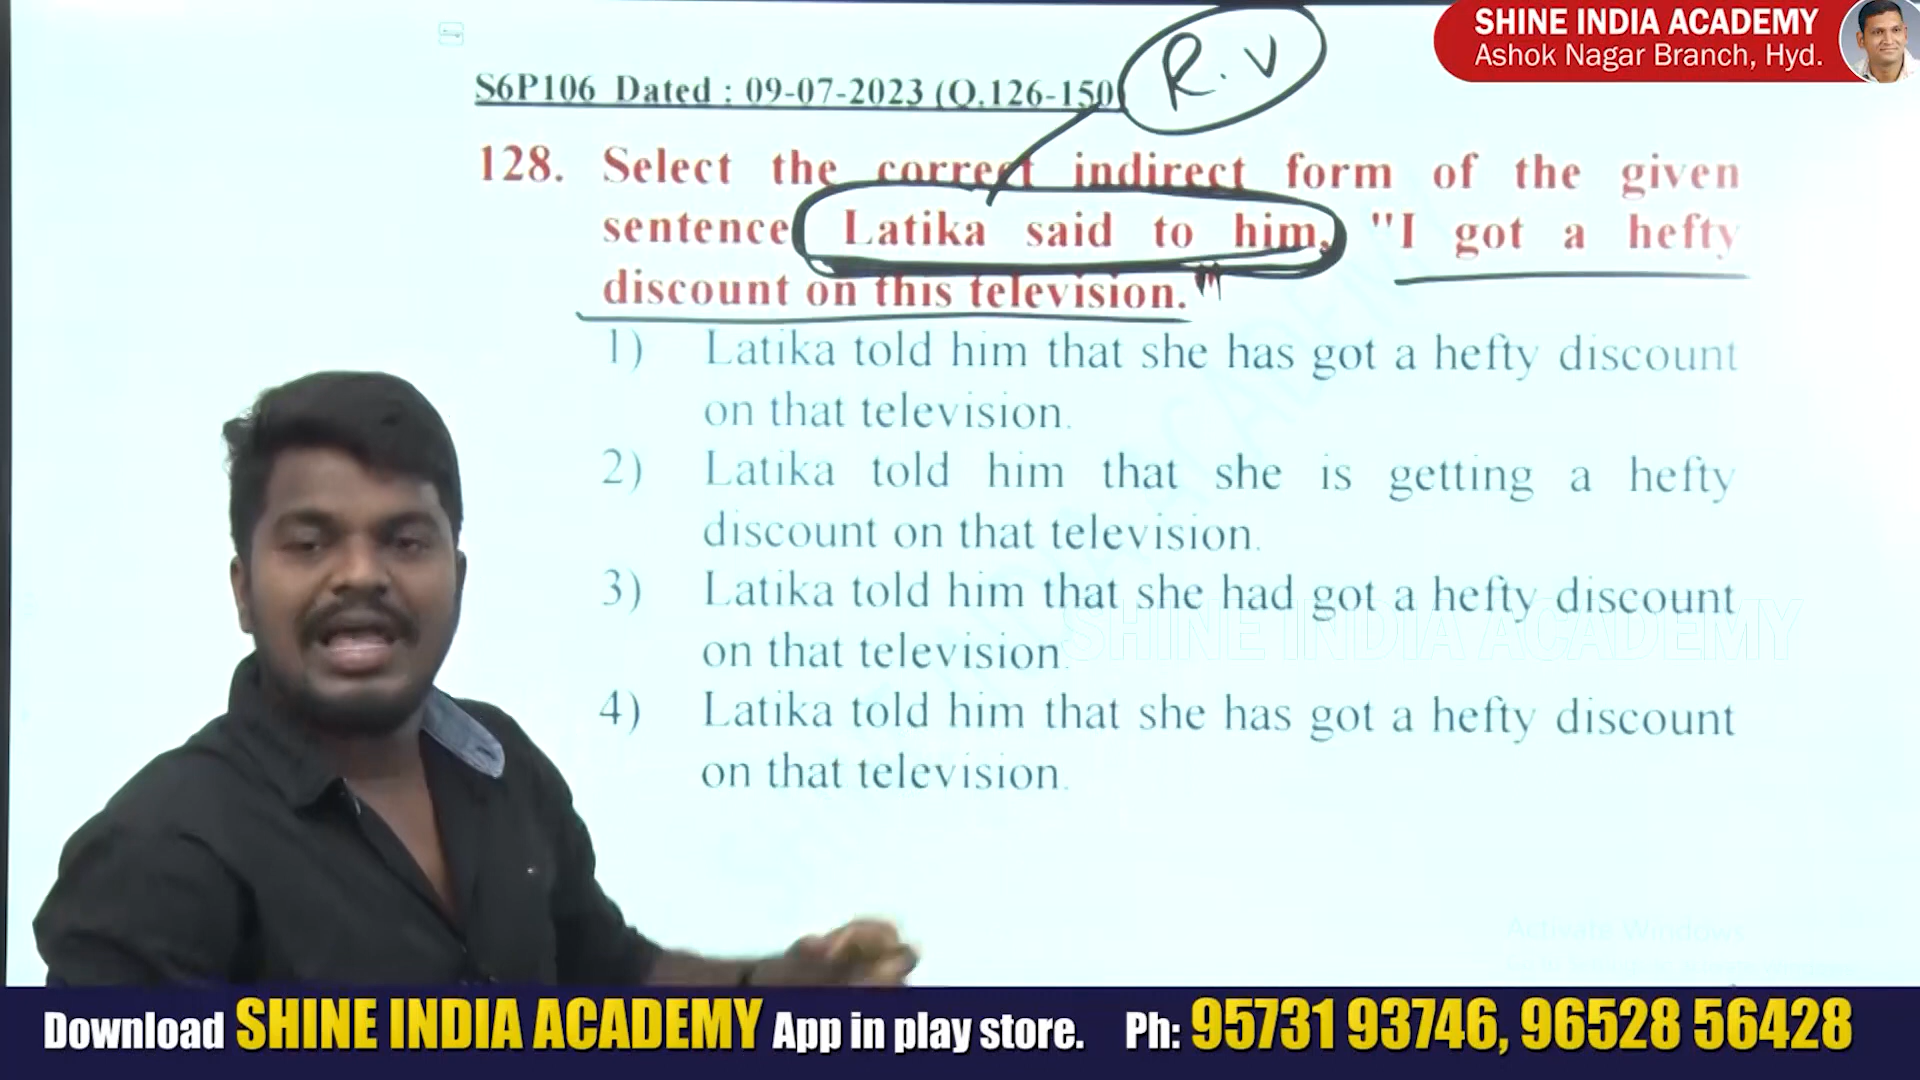 SHINE INDIA ACADEMY
Ashok Nagar Branch, Hyd.
R.V
S6P106 Dated : 09-07-2023 (Q.126-150)
128. Select the correct indirect form of the given
sentence Latika said to him, "I got a hefty
discount on this television."
1) Latika told him that she has got a hefty discount
on that television.
2) Latika told him that she is getting a hefty
discount on that television.
3) Latika told him that she had got a hefty discount
on that television.
SHINE INDIA ACADEMY
4) Latika told him that she has got a hefty discount
on that television.
Activate Windows
Download SHINE INDIA ACADEMY App in play store. Ph: 95731 93746, 96528 56428